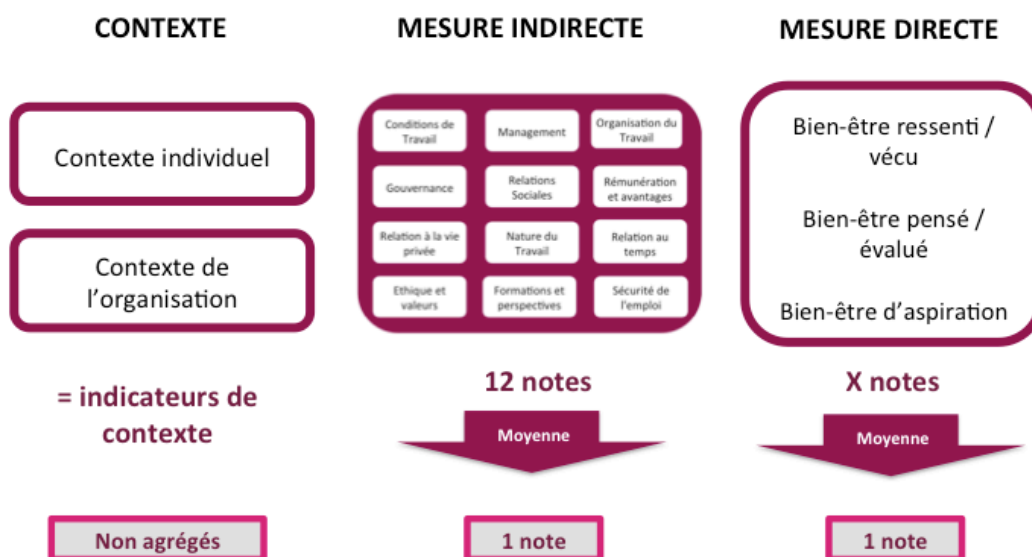 CONTEXTE
Contexte individuel
Contexte de
l'organisation
= indicateurs de
contexte
Non agrégés
MESURE INDIRECTE
Conditions de
Travail
Management
Organisation du
Travail
Gouvernance
Relations
Sociales
Rémunération
et avantages
Relation à la vie
privée
Nature du
Travail
Relation au
temps
Ethique et
valeurs
Formations et
perspectives
Sécurité de
l'emploi
12 notes
Moyenne
1 note
MESURE DIRECTE
Bien-être ressenti /
vécu
Bien-être pensé /
évalué
Bien-être d'aspiration
X notes
Moyenne
1 note